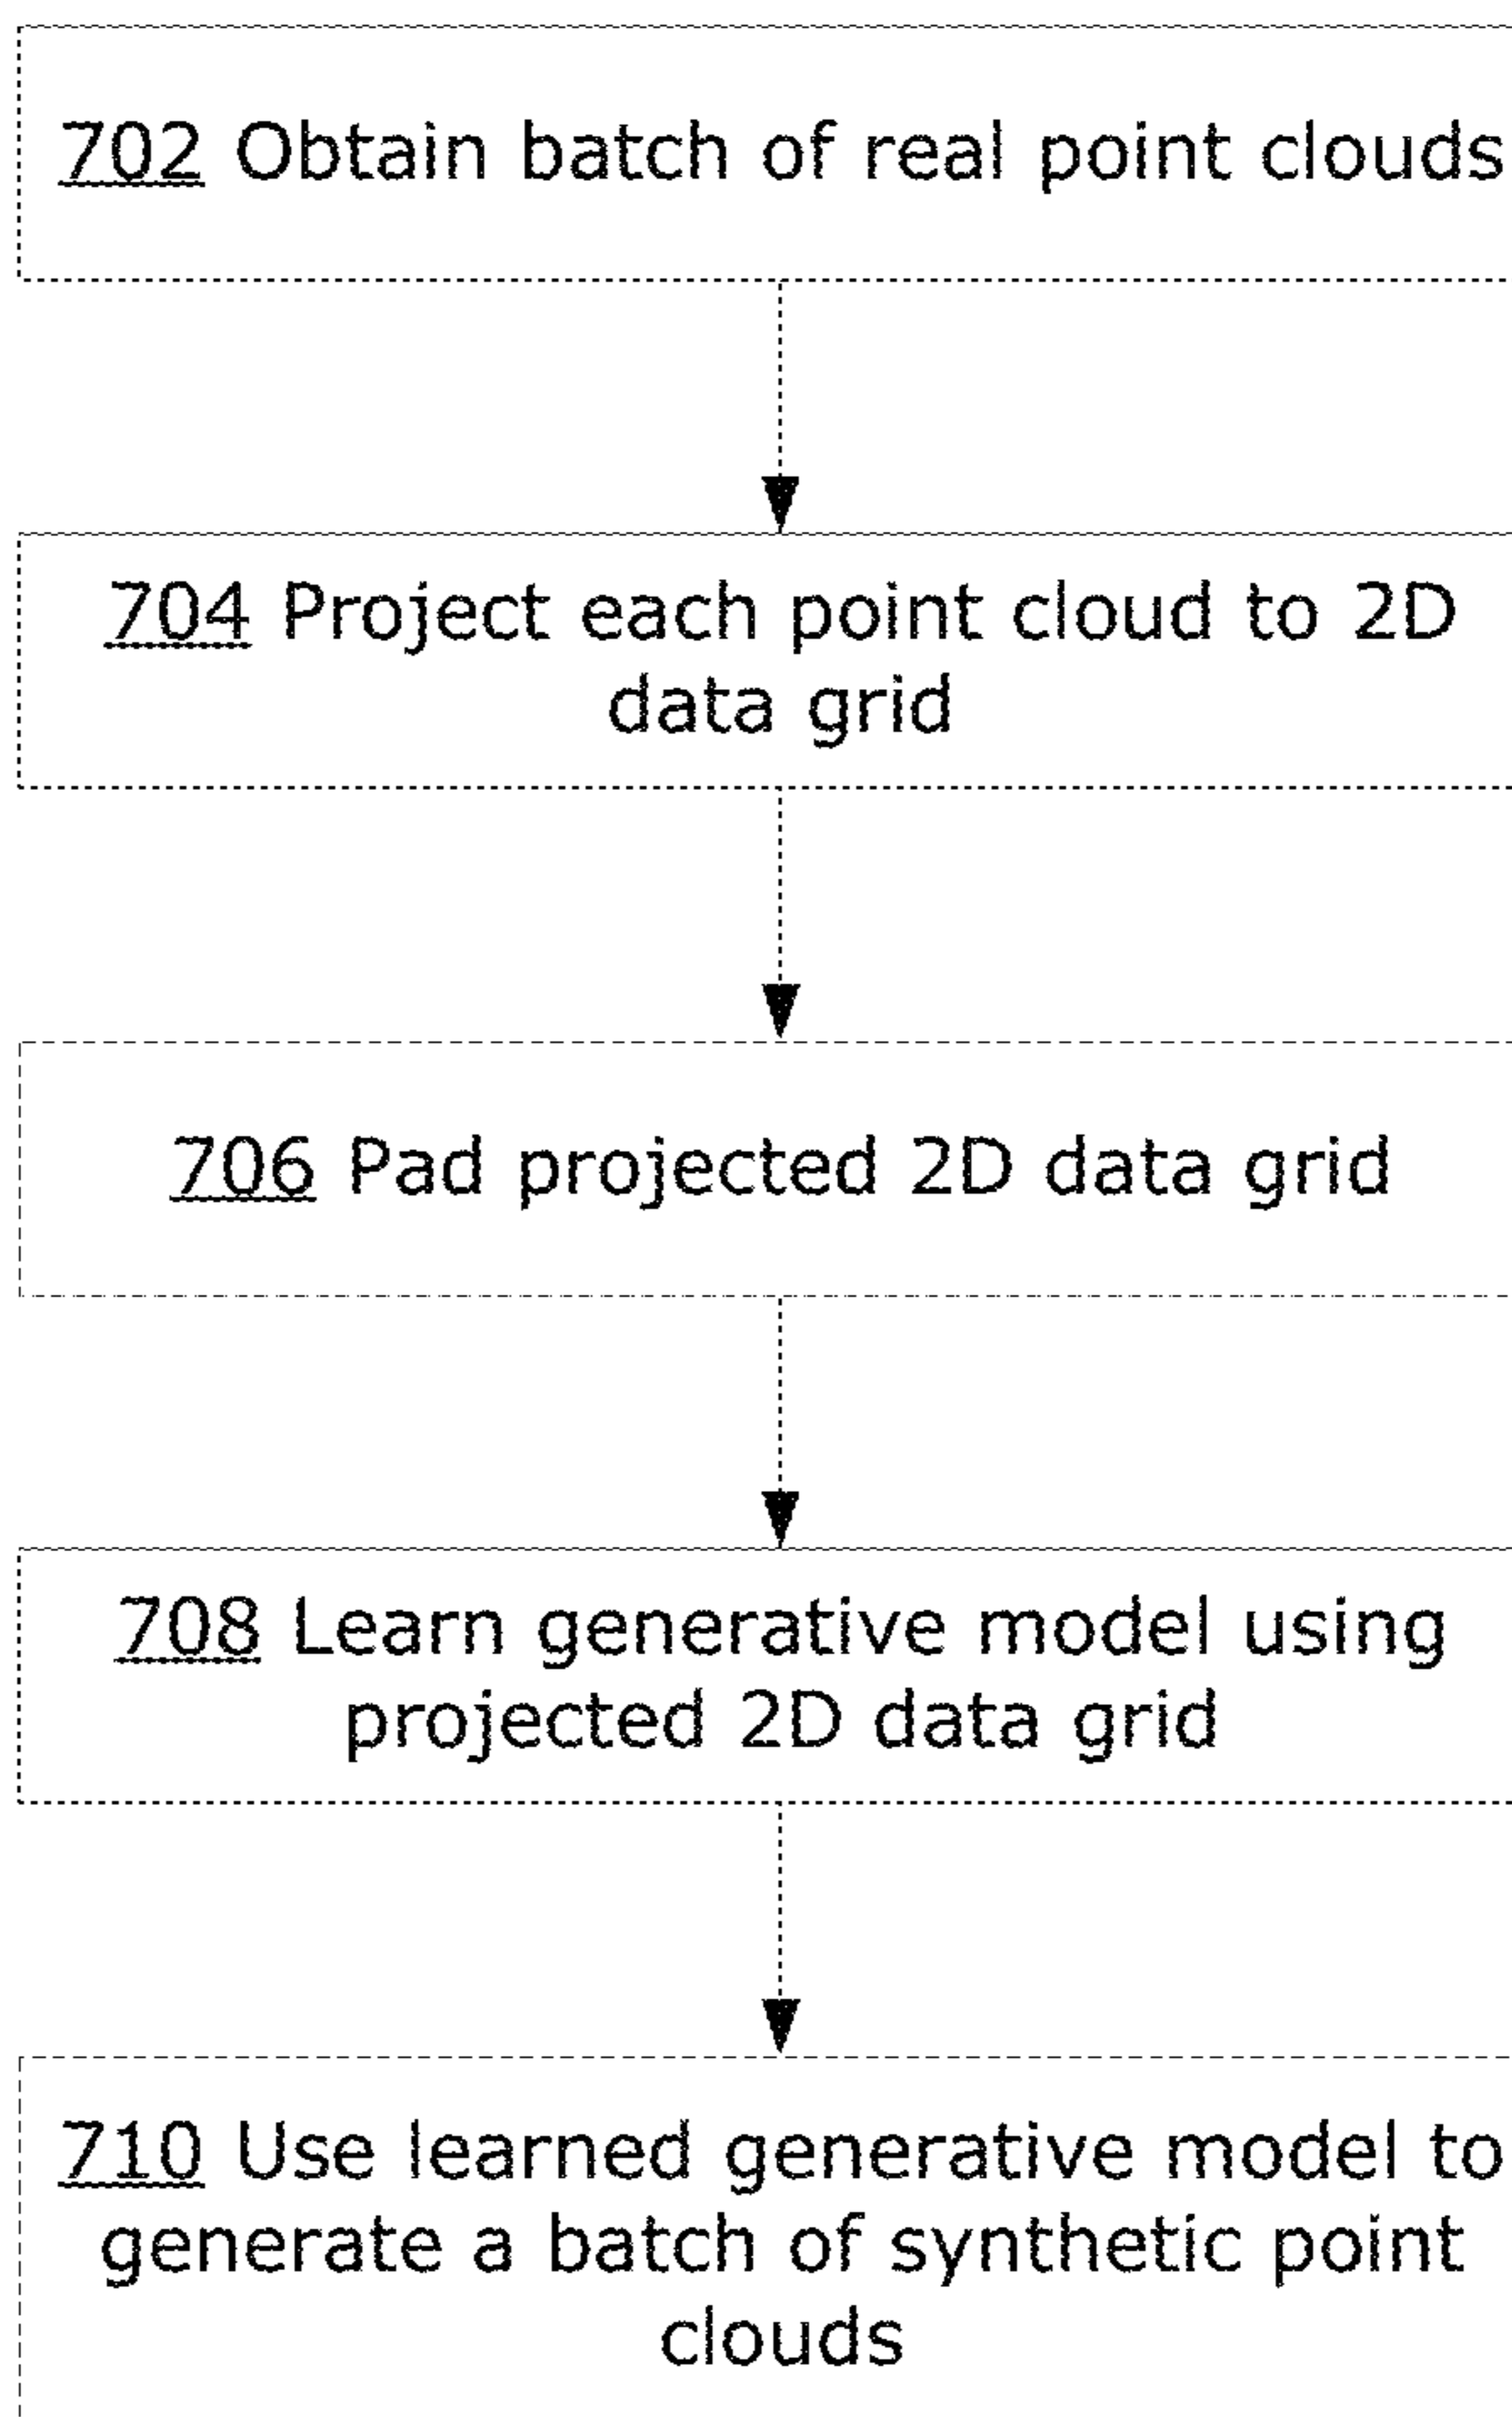 702 Obtain batch of real point clouds
704 Project each point cloud to 2D
data grid
706 Pad projected 2D data grid
708 Learn generative model using
projected 2D data grid
710 Use learned generative model to
generate a batch of synthetic point
clouds